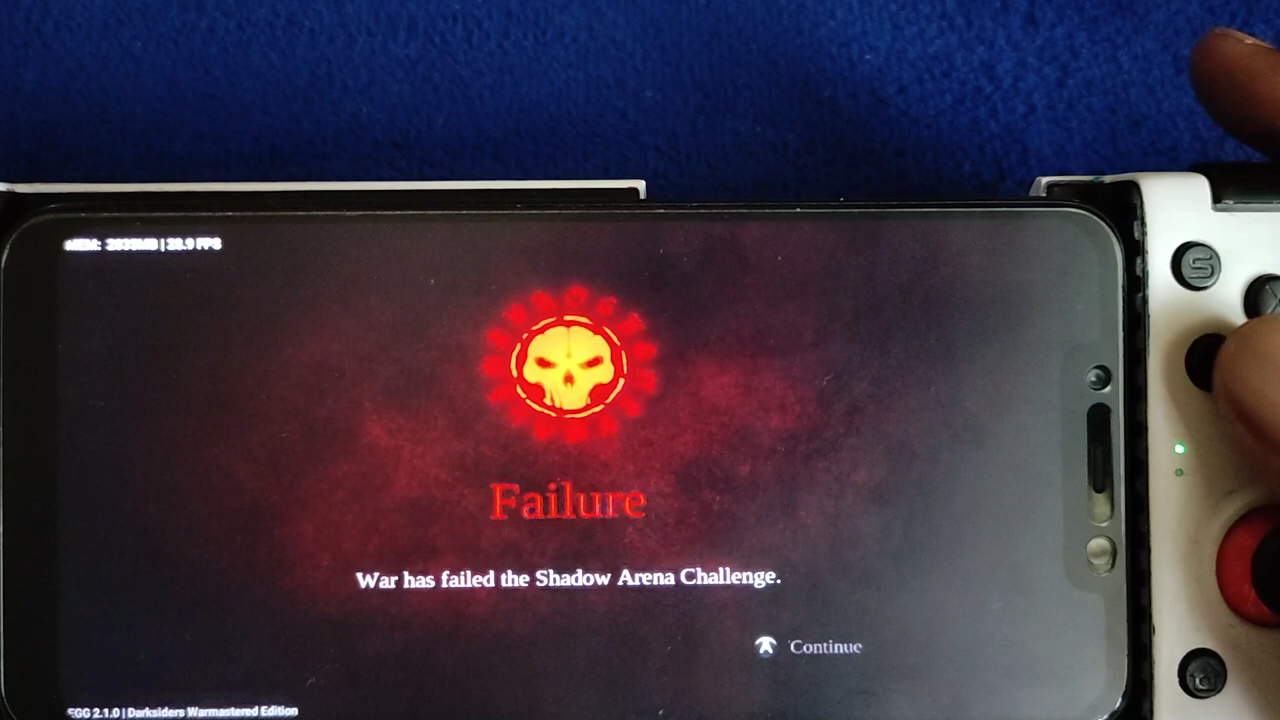 Failure
War has failed the Shadow Arena Challenge.
Continue
EGG 2.1.0 | Darksiders Warmastered Edition
S